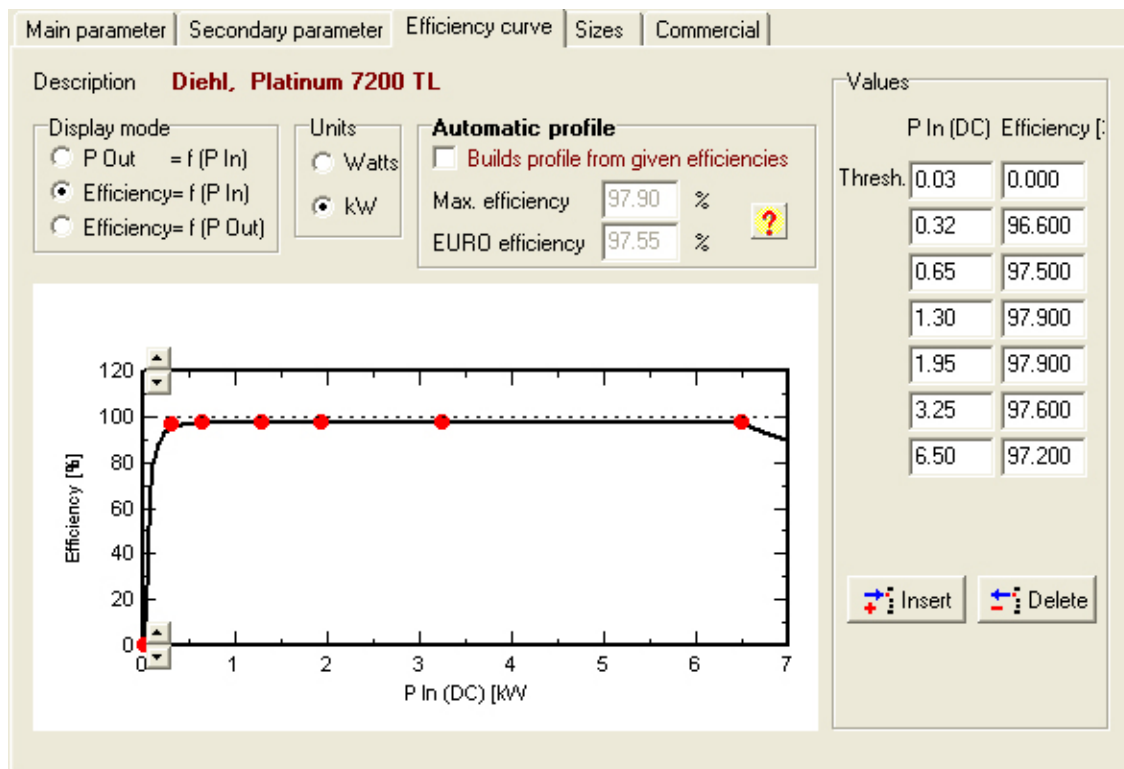 Main parameter Secondary parameter Efficiency curve Sizes Commercial
Description Diehl, Platinum 7200 TL
Display mode
P Out = f (P In)
Efficiency= f (P In)
Efficiency= f (P Out)
Units
Watts
kW
Automatic profile
Builds profile from given efficiencies
Max. efficiency 97.90 %
EURO efficiency 97.55 %
?
Values
P In (DC) Efficiency [:
Thresh. 0.03 0.000
0.32 96.600
0.65 97.500
1.30 97.900
1.95 97.900
3.25 97.600
6.50 97.200
Insert Delete
Efficiency [%]
120
100
80
60
40
20
0
0 1 2 3 4 5 6 7
P In (DC) [kW